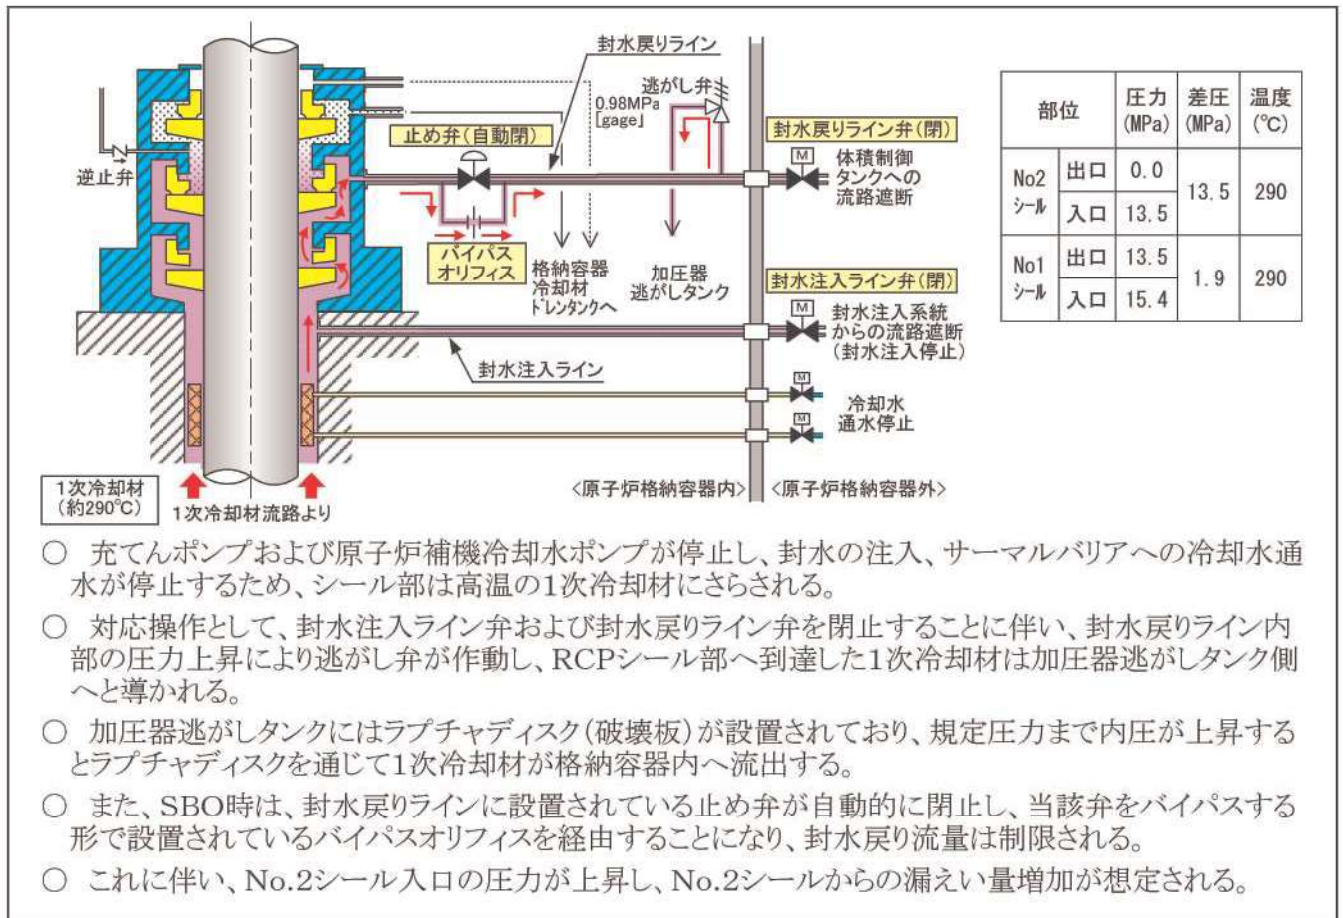 封水戻りライン
逃がし弁
0.98MPa
[gage」
止め弁(自動閉)
封水戻りライン弁(閉)
M
体積制御
タンクへの
流路遮断
逆止弁
バイパス
オリフィス
格納容器
冷却材
ドレンタンクへ
加圧器
逃がしタンク
封水注入ライン弁(閉)
M
封水注入系統
からの流路遮断
(封水注入停止)
封水注入ライン
M
冷却水
通水停止
M
1次冷却材
(約290℃)
1次冷却材流路より
<原子炉格納容器内>
<原子炉格納容器外>
部位 圧力(MPa) 差圧(MPa) 温度(℃)
No2シール 出口 0.0 13.5 290
入口 13.5
No1シール 出口 13.5 1.9 290
入口 15.4
○ 充てんポンプおよび原子炉補機冷却水ポンプが停止し、封水の注入、サーマルバリアへの冷却水通
水が停止するため、シール部は高温の1次冷却材にさらされる。
○ 対応操作として、封水注入ライン弁および封水戻りライン弁を閉止することに伴い、封水戻りライン内
部の圧力上昇により逃がし弁が作動し、RCPシール部へ到達した1次冷却材は加圧器逃がしタンク側
へと導かれる。
○ 加圧器逃がしタンクにはラプチャディスク(破壊板)が設置されており、規定圧力まで内圧が上昇する
とラプチャディスクを通じて1次冷却材が格納容器内へ流出する。
○ また、SBO時は、封水戻りラインに設置されている止め弁が自動的に閉止し、当該弁をバイパスする
形で設置されているバイパスオリフィスを経由することになり、封水戻り流量は制限される。
○ これに伴い、No.2シール入口の圧力が上昇し、No.2シールからの漏えい量増加が想定される。